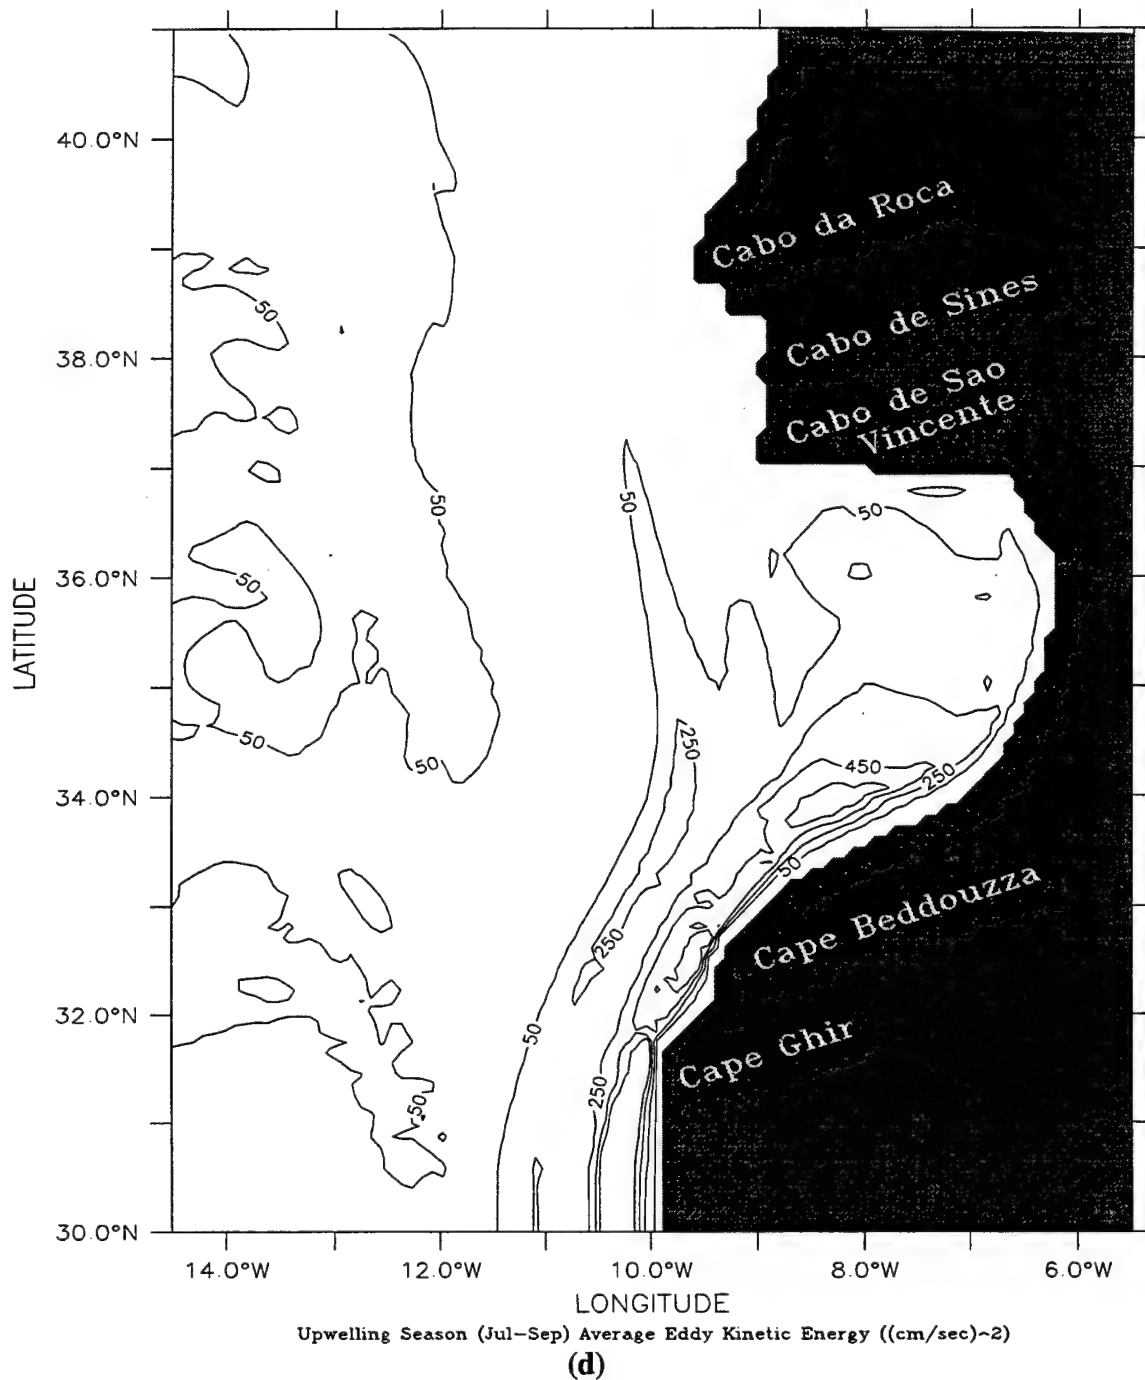 40.0°N
38.0°N
36.0°N
34.0°N
32.0°N
30.0°N
LATITUDE
Cabo da Roca
Cabo de Sines
Cabo de Sao
Vincente
Cape Beddouzza
Cape Ghir
50
50
50
50
50
50
50
250
450
250
50
250
50
250
50
14.0°W
12.0°W
10.0°W
8.0°W
6.0°W
LONGITUDE
Upwelling Season (Jul-Sep) Average Eddy Kinetic Energy ((cm/sec)~2)
(d)